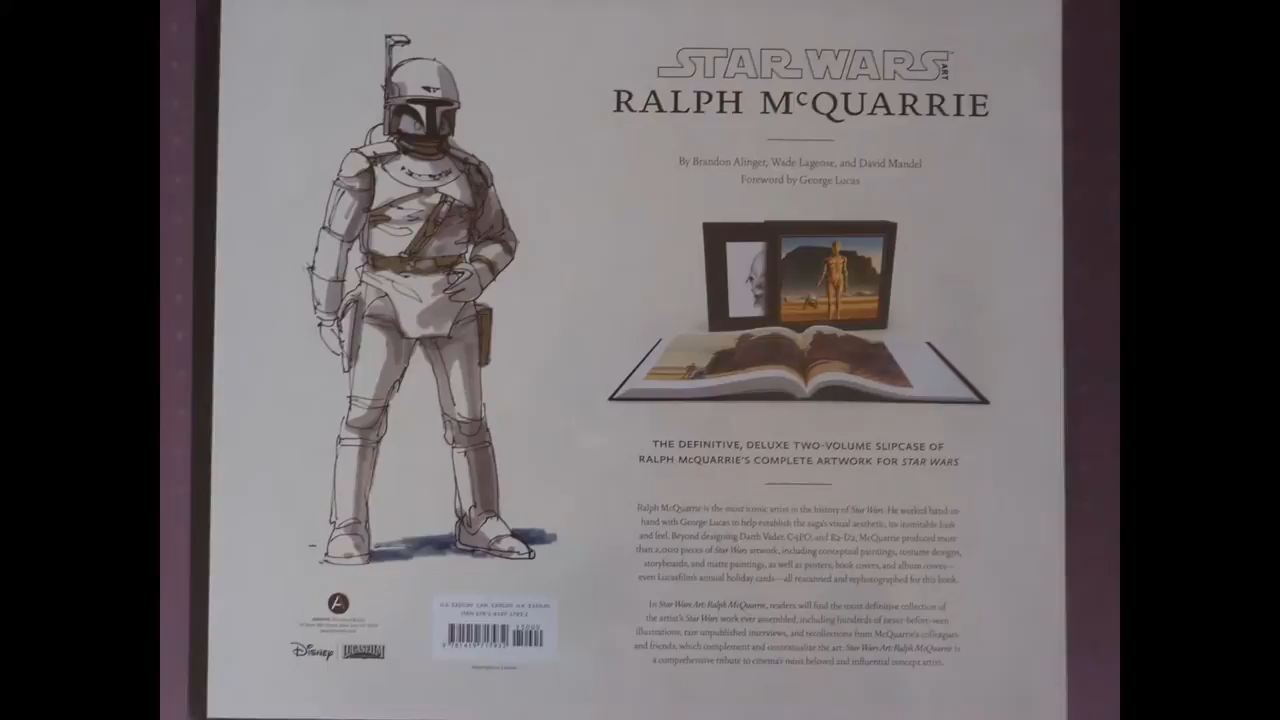 STAR WARS ART
RALPH McQUARRIE
By Brandon Alinger, Wade Lageose, and David Mandel
Foreword by George Lucas
THE DEFINITIVE, DELUXE TWO-VOLUME SLIPCASE OF
RALPH McQUARRIE'S COMPLETE ARTWORK FOR STAR WARS
Ralph McQuarrie is the most iconic artist in the history of Star Wars. He worked hand-in-
hand with George Lucas to help establish the saga's visual aesthetic, its inimitable look
and feel. Beyond designing Darth Vader, C-3PO, and R2-D2, McQuarrie produced more
than 2,000 pieces of Star Wars artwork, including conceptual paintings, costume designs,
storyboards, and matte paintings, as well as posters, book covers, and album covers—
even Lucasfilm's annual holiday cards—all rescanned and rephotographed for this book.
In Star Wars Art: Ralph McQuarrie, readers will find the most definitive collection of
the artist's Star Wars work ever assembled, including hundreds of never-before-seen
illustrations, rare unpublished interviews, and recollections from McQuarrie's colleagues
and friends, which complement and contextualize the art. Star Wars Art: Ralph McQuarrie is
a comprehensive tribute to cinema's most beloved and influential concept artist.
A
Disney
LUCASFILM